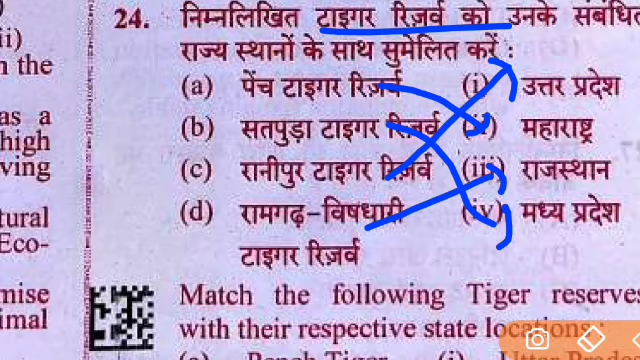 ii)
n the
as a
high
ving
tural
Eco-
mise
imal
24. निम्नलिखित टाइगर रिज़र्व को उनके संबंधित
राज्य स्थानों के साथ सुमेलित करें :
(a) पेंच टाइगर रिज़र्व (i) उत्तर प्रदेश
(b) सतपुड़ा टाइगर रिज़र्व महाराष्ट्र
(c) रानीपुर टाइगर रिज़र्व (iii) राजस्थान
(d) रामगढ़-विषधारी (iv) मध्य प्रदेश
टाइगर रिज़र्व
Match the following Tiger reserves
with their respective state locations: